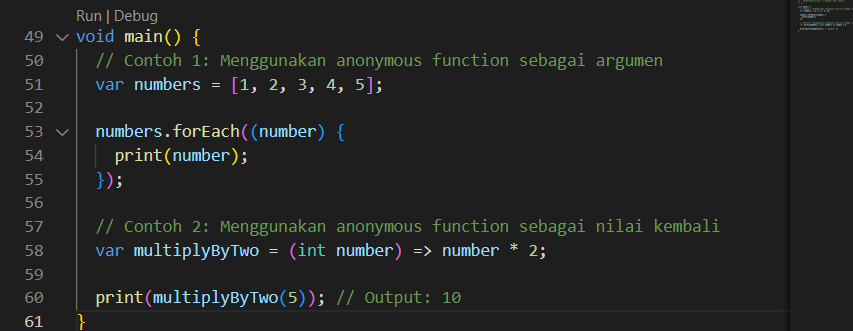 Run | Debug
49 void main() {
50 // Contoh 1: Menggunakan anonymous function sebagai argumen
51 var numbers = [1, 2, 3, 4, 5];
52
53 numbers.forEach((number) {
54 print(number);
55 });
56
57 // Contoh 2: Menggunakan anonymous function sebagai nilai kembali
58 var multiplyByTwo = (int number) => number * 2;
59
60 print(multiplyByTwo(5)); // Output: 10
61 }